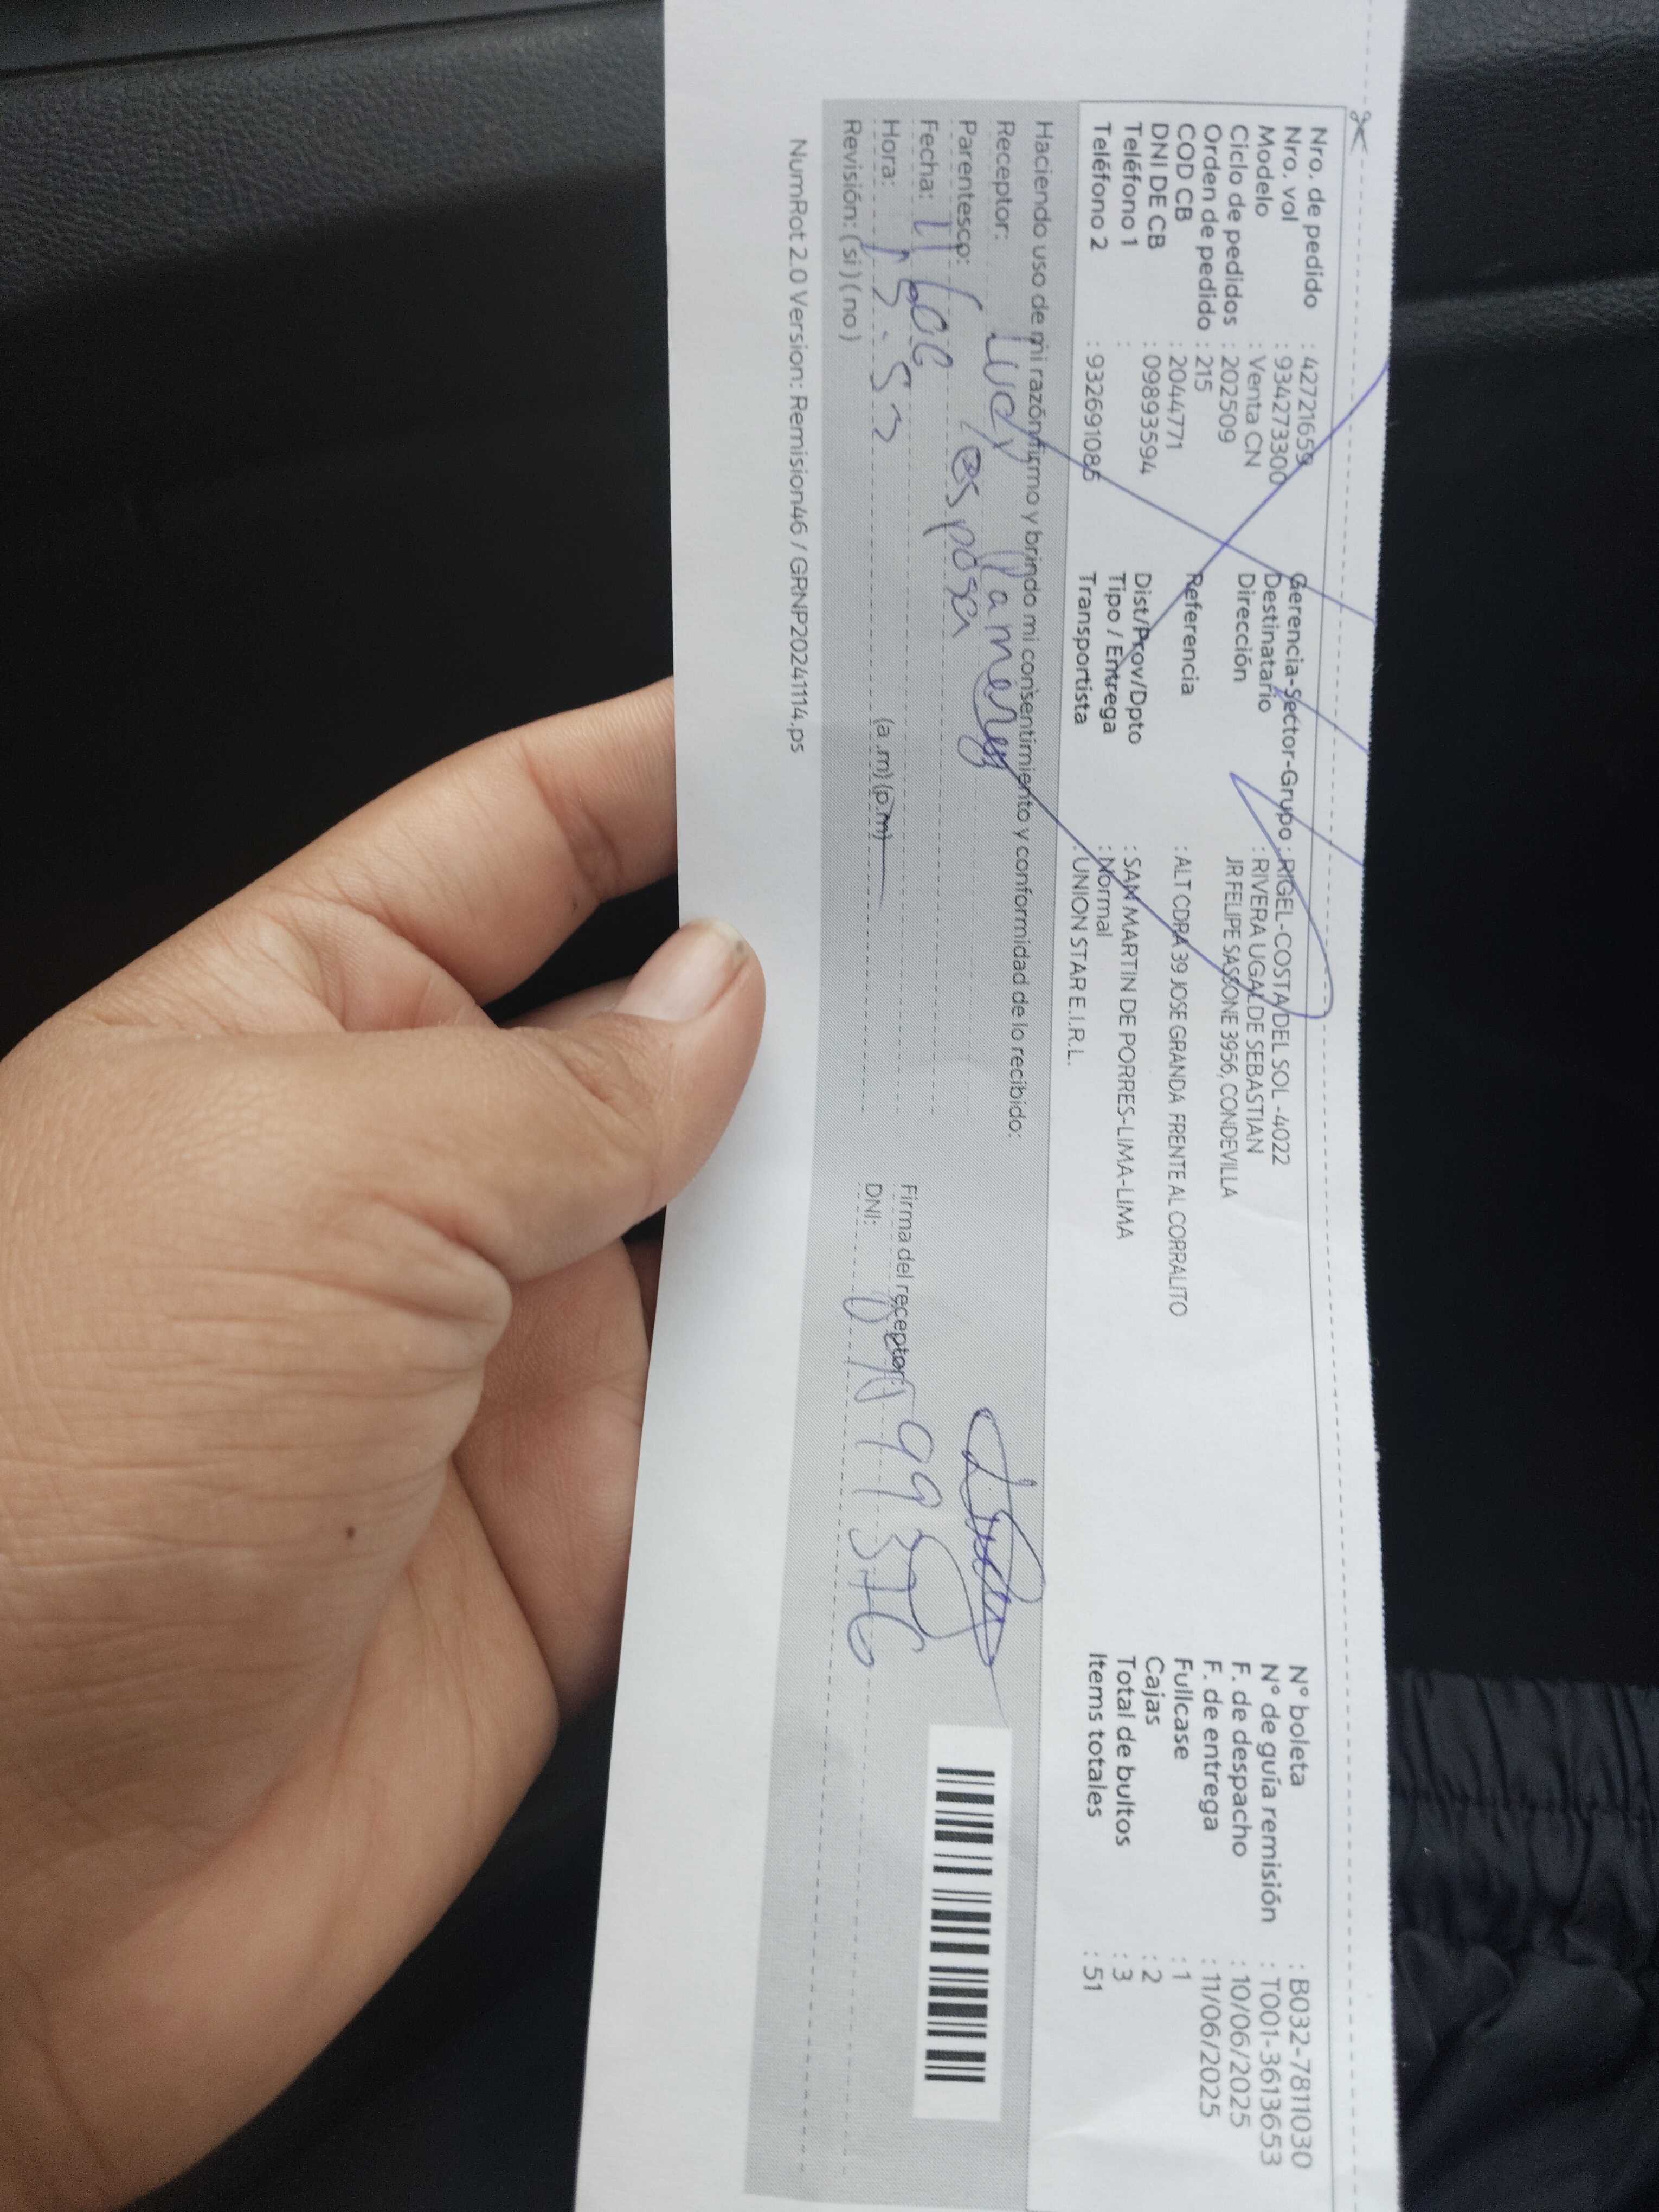 Nro. de pedido : 42721659
Nro. vol : 934273300
Modelo : Venta CN
Ciclo de pedidos : 202509
Orden de pedido : 215
COD CB : 2044771
DNI DE CB : 09893594
Teléfono 1 :
Teléfono 2 : 932691085
Gerencia-Sector-Grupo : RIGEL-COSTA DEL SOL-4022
Destinatario : RIVERA UGALDE SEBASTIAN
Dirección JR FELIPE SASSONE 3956, CONDEVILLA
Referencia : ALT CDRA 39 JOSE GRANDA FRENTE AL CORRALITO
Dist/Prov/Dpto : SAN MARTIN DE PORRES-LIMA-LIMA
Tipo / Entrega : Normal
Transportista : UNION STAR E.I.R.L.
N° boleta : B032-7811030
N° de guía remisión : T001-3613653
F. de despacho : 10/06/2025
F. de entrega : 11/06/2025
Fullcase : 1
Cajas : 2
Total de bultos : 3
Items totales : 51
Haciendo uso de mi razón firmo y brindo mi consentimiento y conformidad de lo recibido:
Receptor: Lucy
Parentesco: esposa
Fecha: 11
Hora: (a.m) (p.m)
Revisión: (si) (no)
Firma del receptor:
DNI:
NumRot 2.0 Version: Remision46 / GRNP20241114.ps